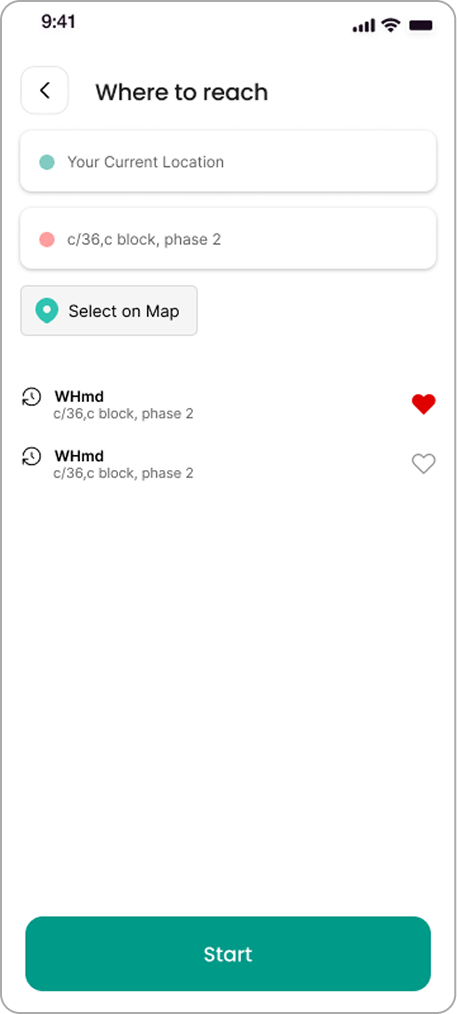 9:41
Where to reach
Your Current Location
c/36,c block, phase 2
Select on Map
WHmd
c/36,c block, phase 2
WHmd
c/36,c block, phase 2
Start